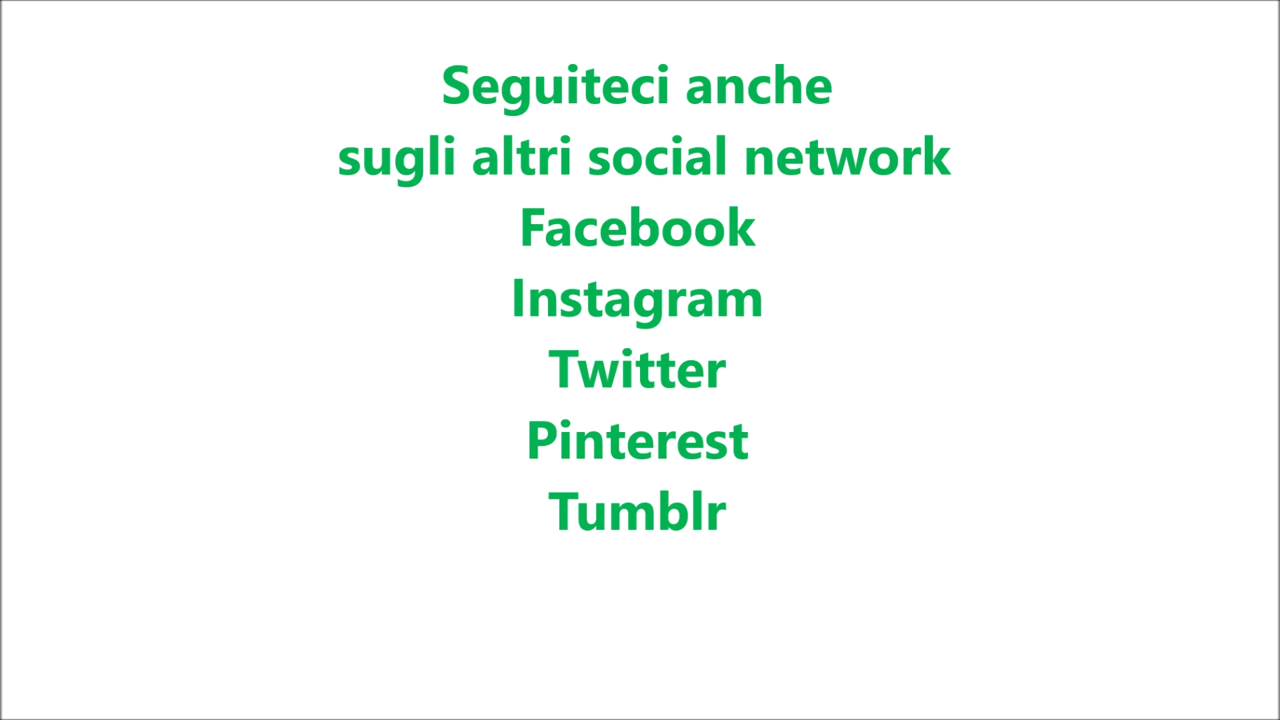 Seguiteci anche
sugli altri social network
Facebook
Instagram
Twitter
Pinterest
Tumblr